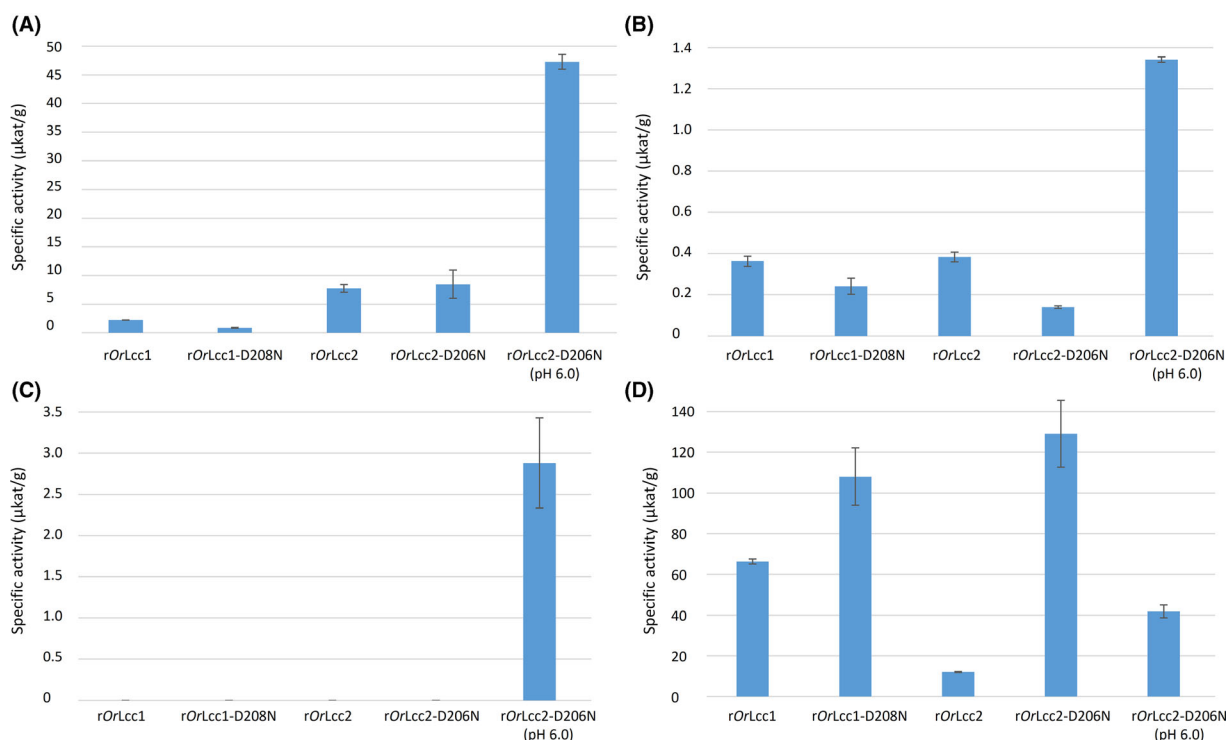 (A)
Specific activity (µkat/g)
50
45
40
35
30
25
20
15
10
5
0
rOrLcc1
rOrLcc1-D208N
rOrLcc2
rOrLcc2-D206N
rOrLcc2-D206N
(pH 6.0)
(B)
Specific activity (µkat/g)
1.4
1.2
1.0
0.8
0.6
0.4
0.2
0
rOrLcc1
rOrLcc1-D208N
rOrLcc2
rOrLcc2-D206N
rOrLcc2-D206N
(pH 6.0)
(C)
Specific activity (µkat/g)
3.5
3.0
2.5
2.0
1.5
1.0
0.5
0
rOrLcc1
rOrLcc1-D208N
rOrLcc2
rOrLcc2-D206N
rOrLcc2-D206N
(pH 6.0)
(D)
Specific activity (µkat/g)
140
120
100
80
60
40
20
0
rOrLcc1
rOrLcc1-D208N
rOrLcc2
rOrLcc2-D206N
rOrLcc2-D206N
(pH 6.0)